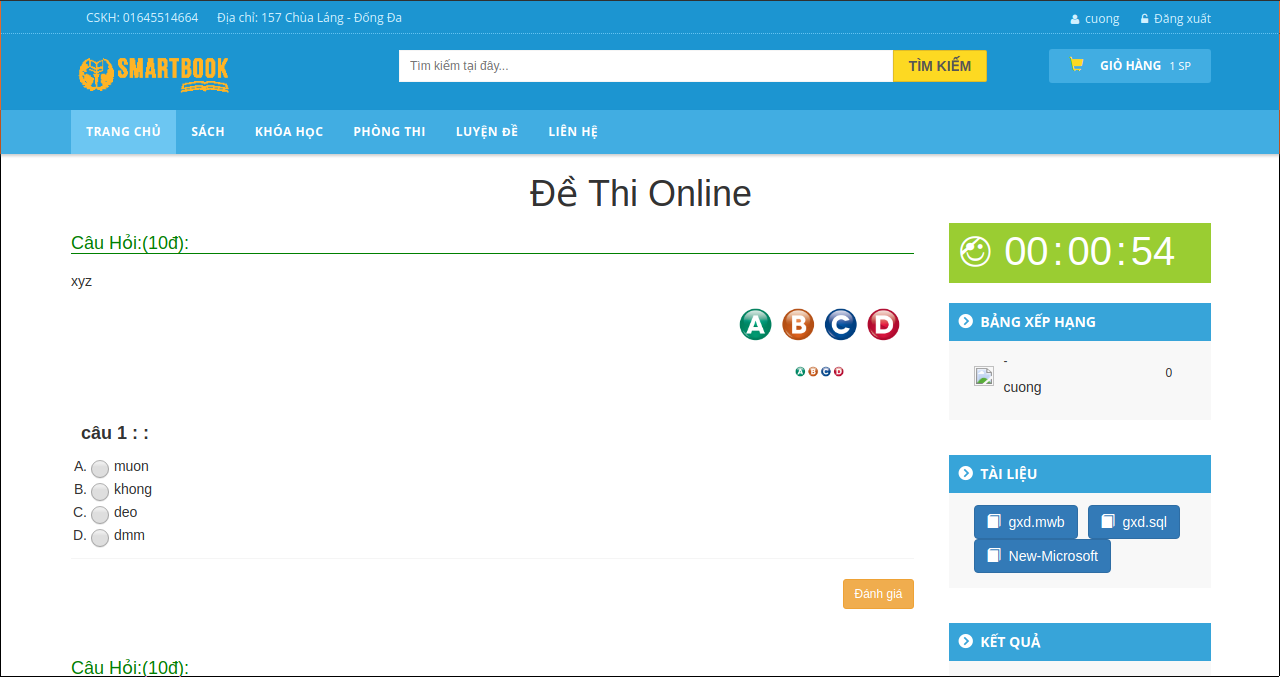 CSKH: 01645514664 Địa chỉ: 157 Chùa Láng - Đống Đa
cuong Đăng xuất
SMARTBOOK
Tìm kiếm tại đây...
TÌM KIẾM
GIỎ HÀNG 1 SP
TRANG CHỦ SÁCH KHÓA HỌC PHÒNG THI LUYỆN ĐỀ LIÊN HỆ
Đề Thi Online
Câu Hỏi:(10đ):
xyz
A B C D
A B C D
câu 1 : :
A. muon
B. khong
C. deo
D. dmm
Đánh giá
Câu Hỏi:(10đ):
00:00:54
BẢNG XẾP HẠNG
-
cuong
0
TÀI LIỆU
gxd.mwb gxd.sql
New-Microsoft
KẾT QUẢ